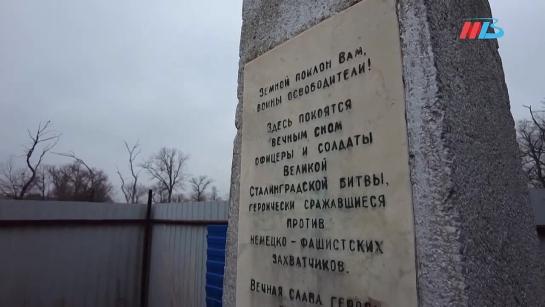 МТВ
Земной поклон Вам,
воины освободители!
Здесь покоятся
вечным сном
офицеры и солдаты
Великой
Сталинградской битвы,
героически сражавшиеся
против
немецко-фашистских
захватчиков.
Вечная слава